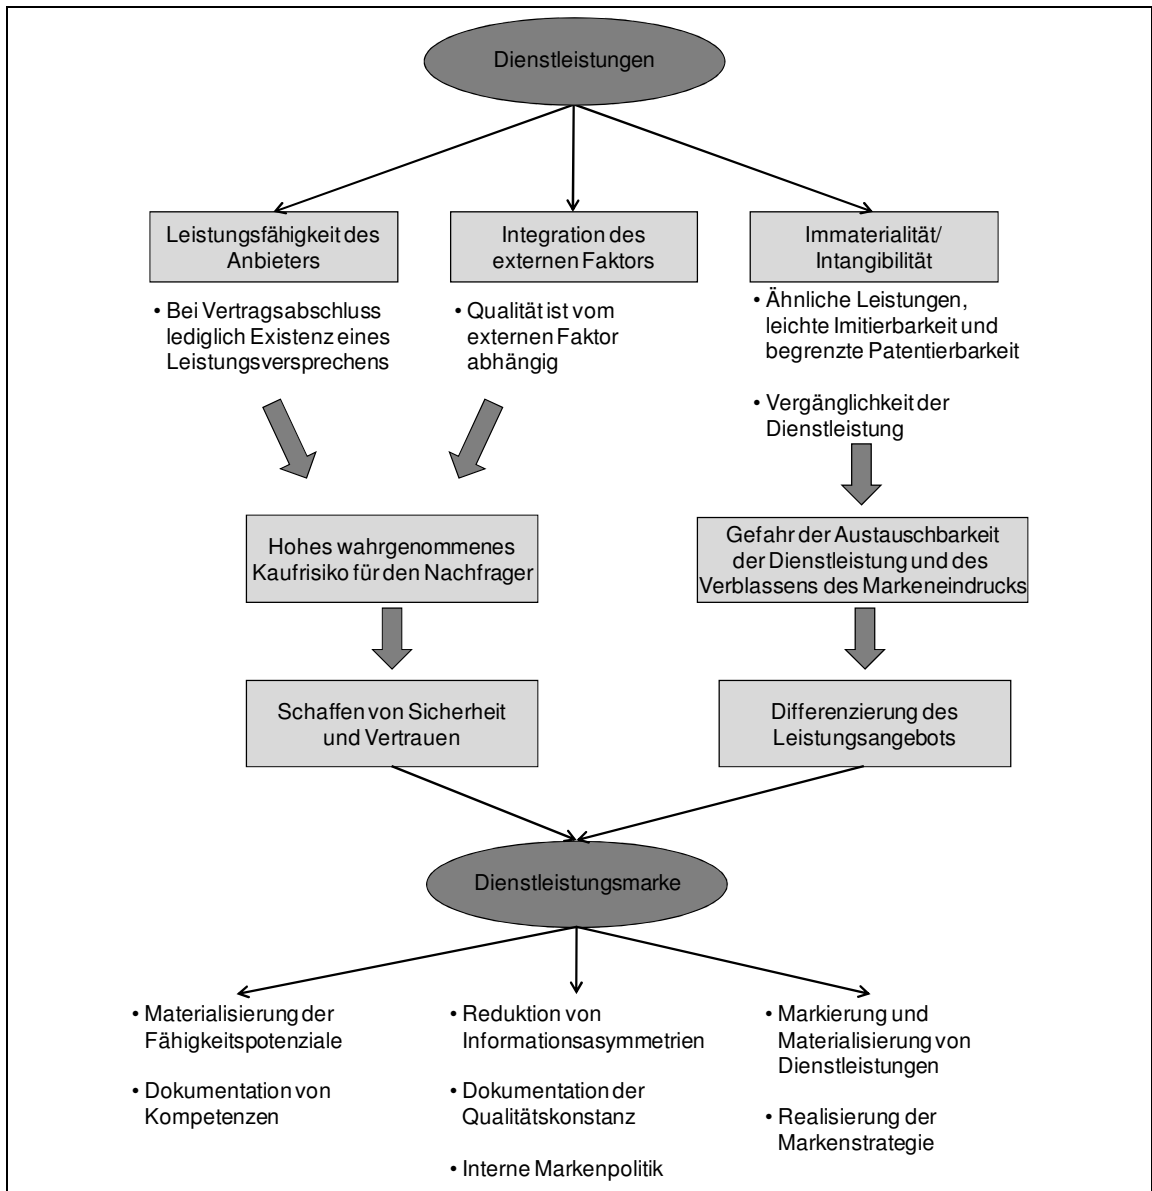 Dienstleistungen
Leistungsfähigkeit des
Anbieters
Integration des
externen Faktors
Immaterialität/
Intangibilität
• Bei Vertragsabschluss
lediglich Existenz eines
Leistungsversprechens
• Qualität ist vom
externen Faktor
abhängig
• Ähnliche Leistungen,
leichte Imitierbarkeit und
begrenzte Patentierbarkeit
• Vergänglichkeit der
Dienstleistung
Hohes wahrgenommenes
Kaufrisiko für den Nachfrager
Gefahr der Austauschbarkeit
der Dienstleistung und des
Verblassens des Markeneindrucks
Schaffen von Sicherheit
und Vertrauen
Differenzierung des
Leistungsangebots
Dienstleistungsmarke
• Materialisierung der
Fähigkeitspotenziale
• Dokumentation von
Kompetenzen
• Reduktion von
Informationsasymmetrien
• Dokumentation der
Qualitätskonstanz
• Interne Markenpolitik
• Markierung und
Materialisierung von
Dienstleistungen
• Realisierung der
Markenstrategie